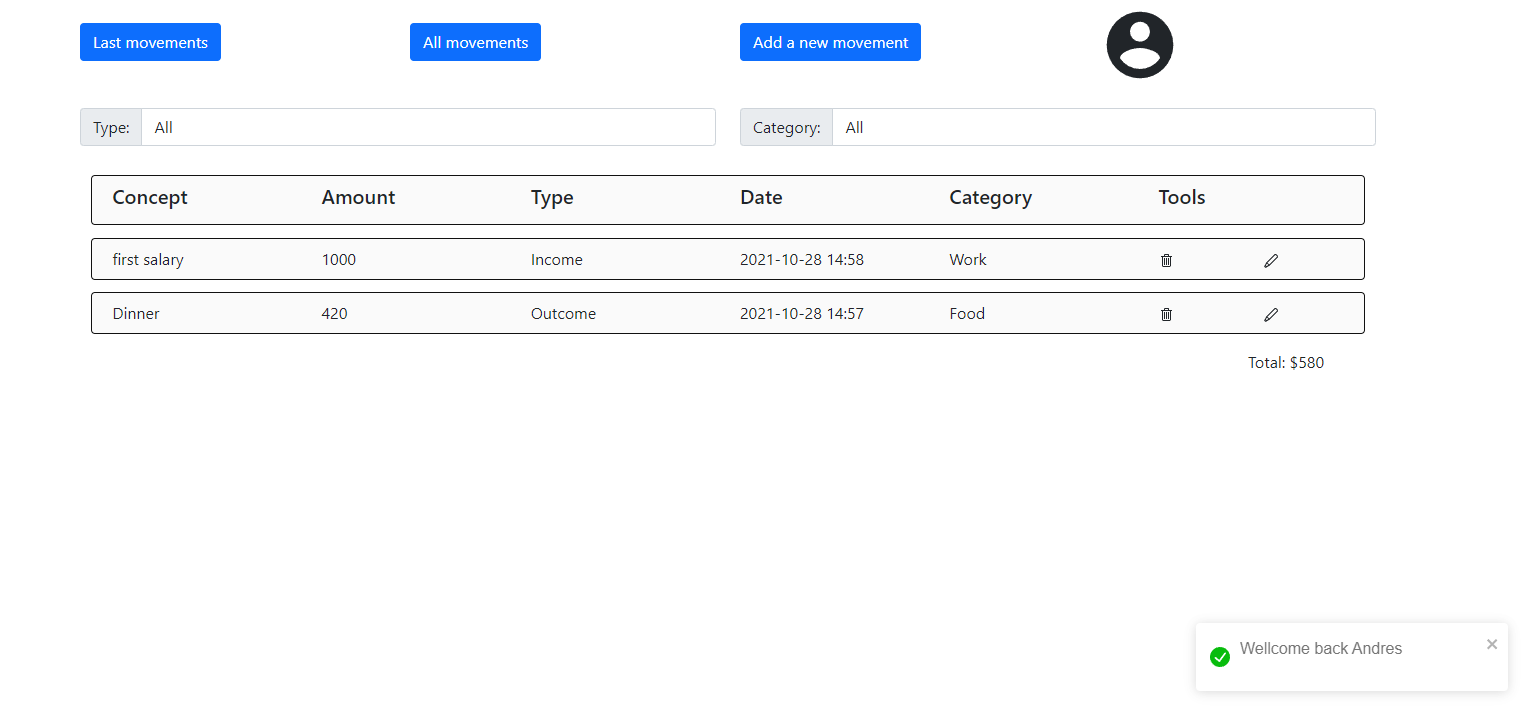 Last movements All movements Add a new movement
Type: All Category: All
Concept Amount Type Date Category Tools
first salary 1000 Income 2021-10-28 14:58 Work
Dinner 420 Outcome 2021-10-28 14:57 Food
Total: $580
Wellcome back Andres